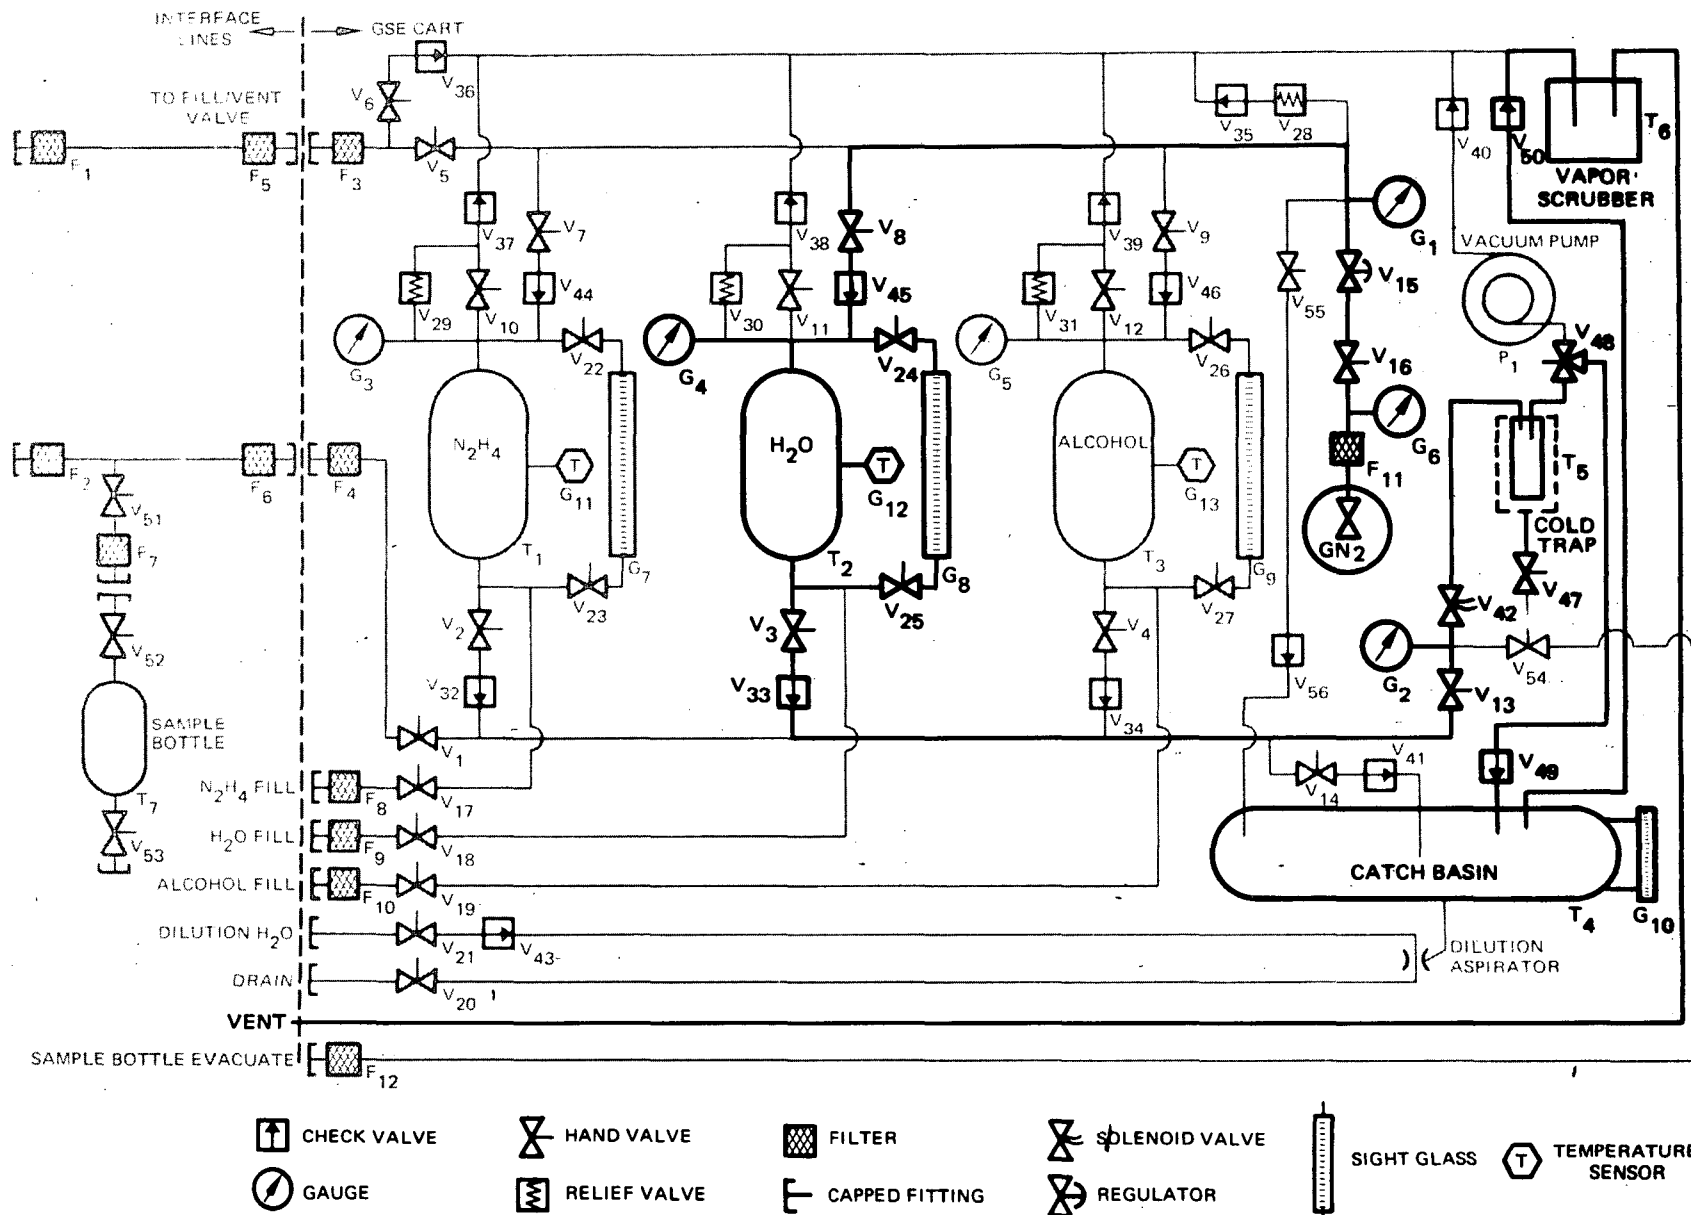 INTERFACE
LINES
GSE CART
TO FILL/VENT
VALVE
V6
V36
V35
V28
V40
V50
T6
VAPOR
SCRUBBER
F1
F5
F3
V5
V37
V7
V38
V8
V39
V9
G1
VACUUM PUMP
V29
V10
V44
V30
V11
V45
V31
V12
V46
V55
V15
P1
V48
G3
V22
G4
V24
G5
V26
V16
G6
N2H4
H2O
ALCOHOL
T
G11
T
G12
T
G13
F11
T5
COLD
TRAP
GN2
F2
F6
F4
V51
F7
T1
G7
T2
G8
T3
G9
V47
V42
V52
V2
V23
V3
V25
V4
V27
G2
V54
V13
V32
V33
V34
V56
SAMPLE
BOTTLE
T7
V53
V1
V14
V41
V49
N2H4 FILL
F8
V17
H2O FILL
F9
V18
ALCOHOL FILL
F10
V19
CATCH BASIN
T4
G10
DILUTION H2O
V21
V43
DILUTION
ASPIRATOR
DRAIN
V20
VENT
SAMPLE BOTTLE EVACUATE
F12
CHECK VALVE
HAND VALVE
FILTER
SOLENOID VALVE
SIGHT GLASS
T
TEMPERATURE
SENSOR
GAUGE
RELIEF VALVE
CAPPED FITTING
REGULATOR